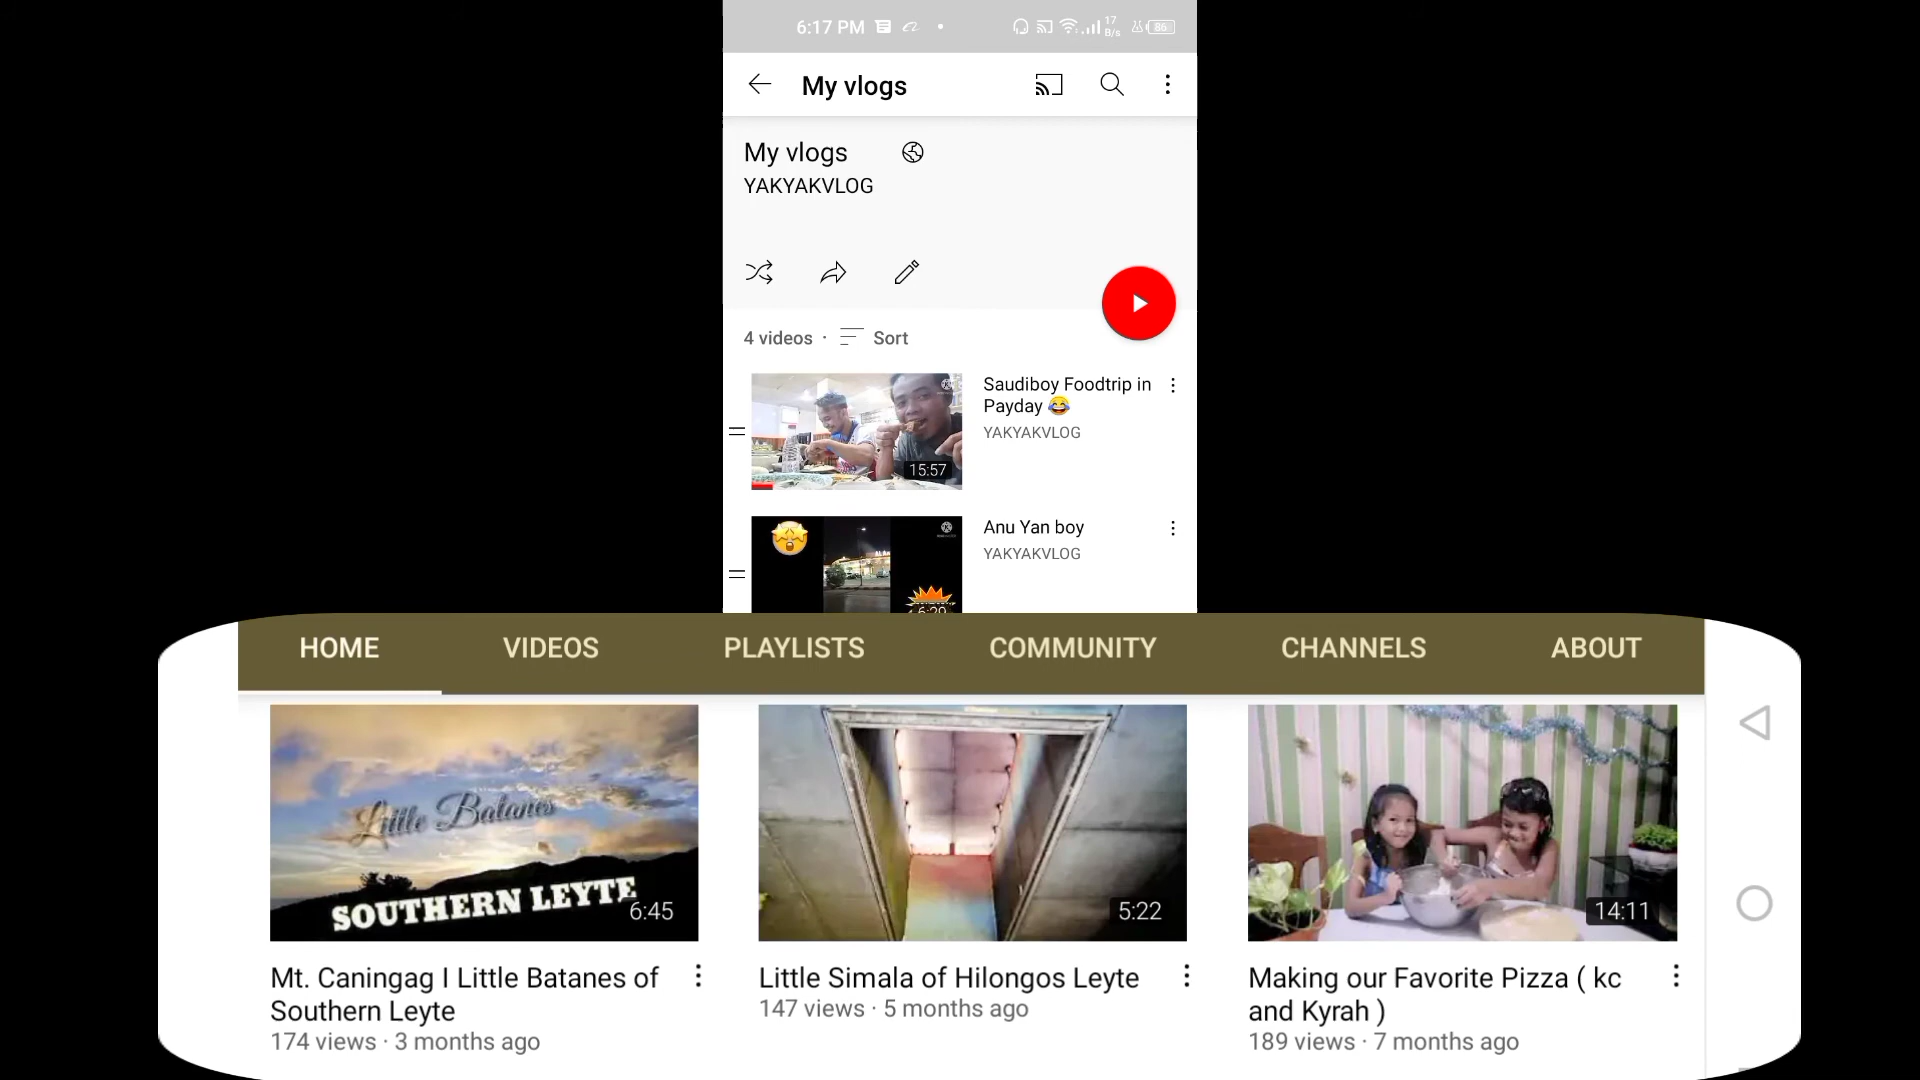 6:17 PM
17
B/s
86
My vlogs
My vlogs
YAKYAKVLOG
4 videos · Sort
Saudiboy Foodtrip in
Payday 😂
YAKYAKVLOG
15:57
Anu Yan boy
YAKYAKVLOG
HOME VIDEOS PLAYLISTS COMMUNITY CHANNELS ABOUT
Little Batanes
SOUTHERN LEYTE
6:45
5:22
14:11
Mt. Caningag I Little Batanes of
Southern Leyte
174 views · 3 months ago
Little Simala of Hilongos Leyte
147 views · 5 months ago
Making our Favorite Pizza ( kc
and Kyrah )
189 views · 7 months ago